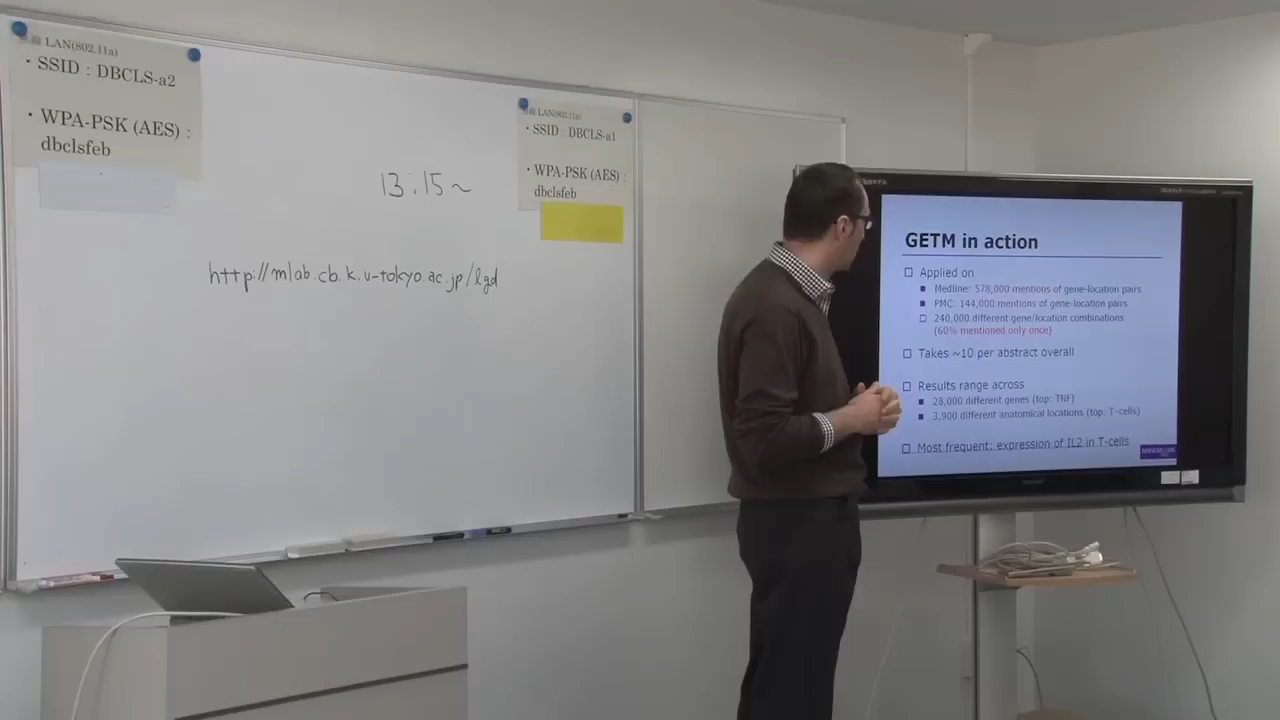 LAN(802.11a)
・SSID : DBCLS-a2
・WPA-PSK (AES) :
dbclsfeb
LAN(802.11a)
・SSID : DBCLS-a1
・WPA-PSK (AES) :
dbclsfeb
13:15~
http://mlab.cb.k.u-tokyo.ac.jp/lgd
GETM in action
Applied on
Medline: 578,000 mentions of gene-location pairs
PMC: 144,000 mentions of gene-location pairs
240,000 different gene/location combinations
(60% mentioned only once)
Takes ~10 per abstract overall
Results range across
28,000 different genes (top: TNF)
3,900 different anatomical locations (top: T-cells)
Most frequent: expression of IL2 in T-cells